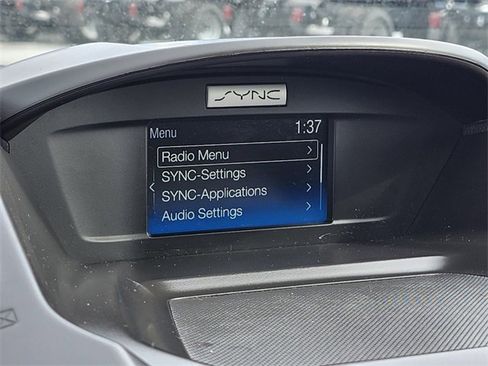 SYNC
Menu 1:37
Radio Menu
SYNC-Settings
SYNC-Applications
Audio Settings